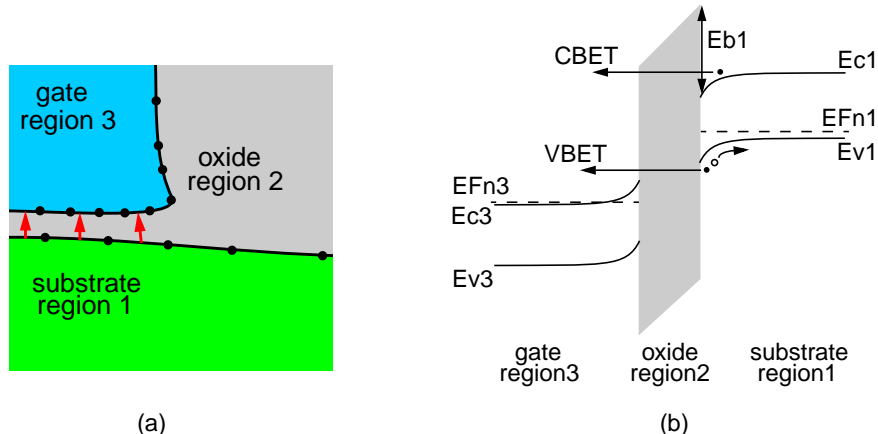 gate
region 3
oxide
region 2
substrate
region 1
(a)
Eb1
CBET
Ec1
EFn1
VBET
Ev1
EFn3
Ec3
Ev3
gate
region3
oxide
region2
substrate
region1
(b)